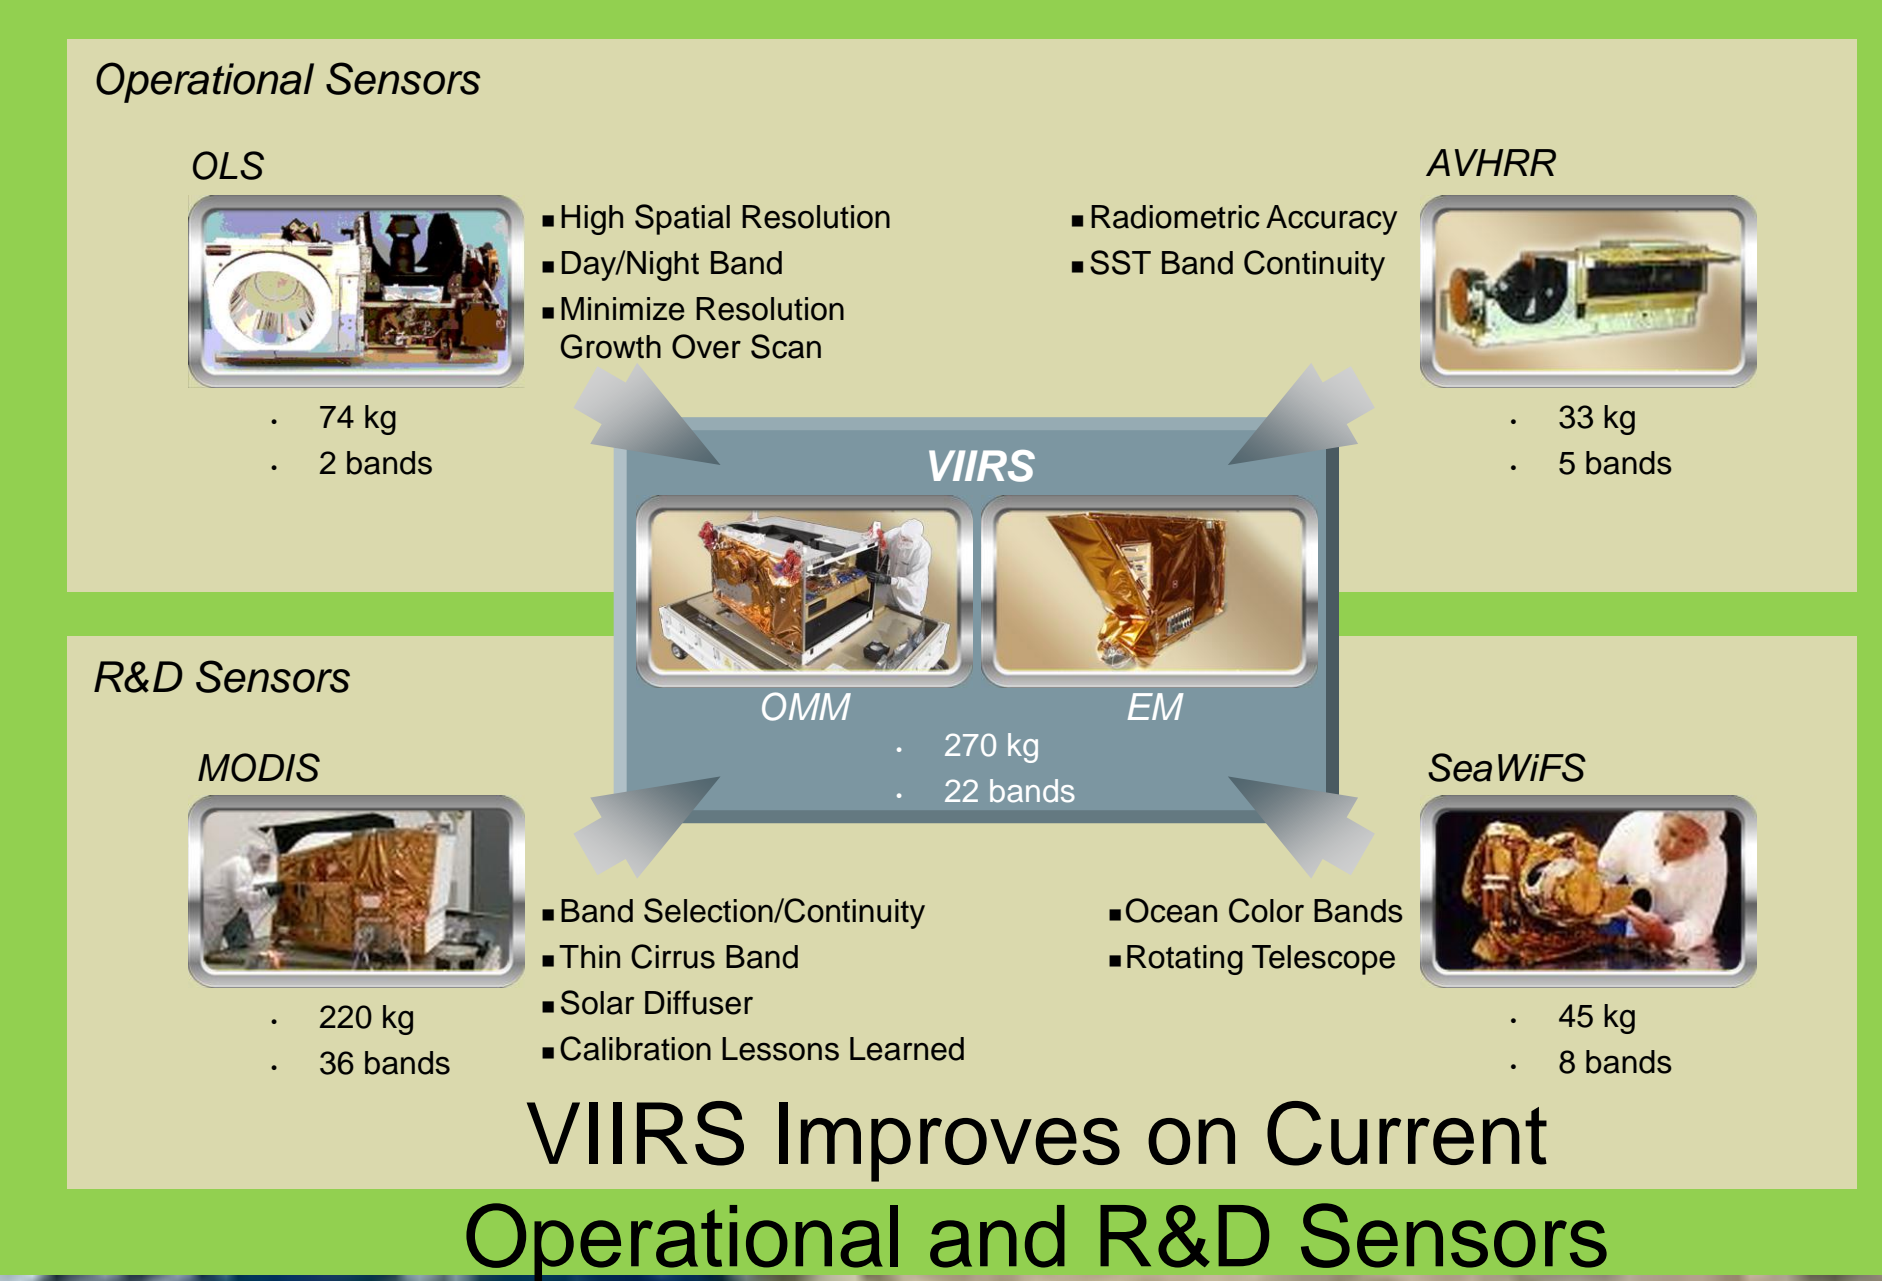 Operational Sensors
OLS
■High Spatial Resolution
■Day/Night Band
■Minimize Resolution
Growth Over Scan
• 74 kg
• 2 bands
AVHRR
■Radiometric Accuracy
■SST Band Continuity
• 33 kg
• 5 bands
VIIRS
OMM
EM
• 270 kg
• 22 bands
R&D Sensors
MODIS
■Band Selection/Continuity
■Thin Cirrus Band
■Solar Diffuser
■Calibration Lessons Learned
• 220 kg
• 36 bands
SeaWiFS
■Ocean Color Bands
■Rotating Telescope
• 45 kg
• 8 bands
VIIRS Improves on Current
Operational and R&D Sensors